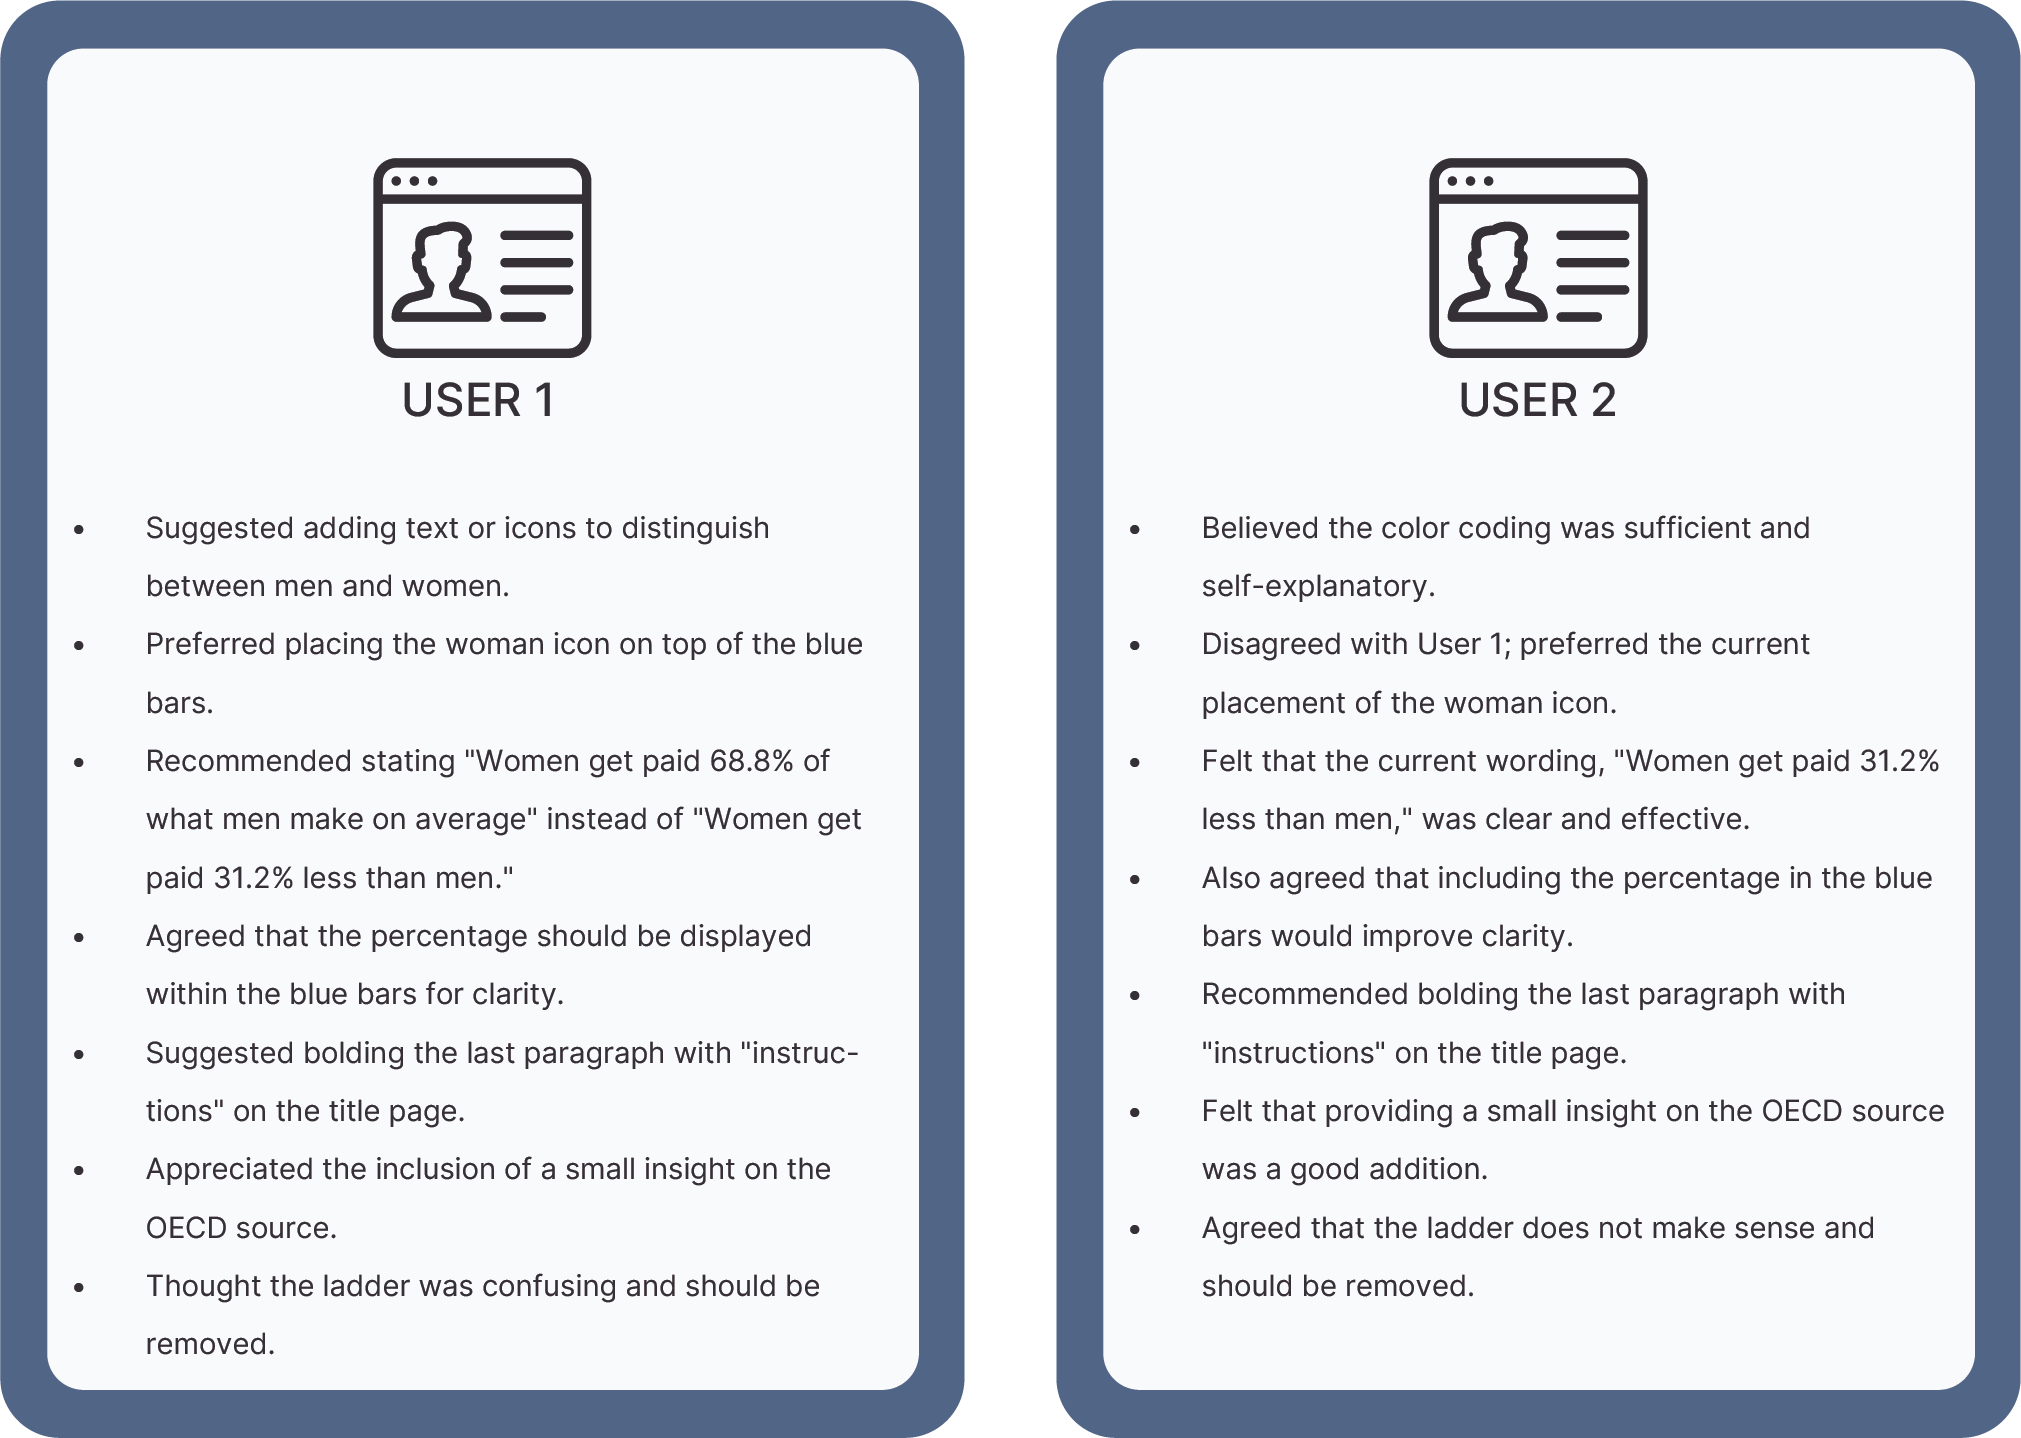 USER 1
• Suggested adding text or icons to distinguish
between men and women.
• Preferred placing the woman icon on top of the blue
bars.
• Recommended stating "Women get paid 68.8% of
what men make on average" instead of "Women get
paid 31.2% less than men."
• Agreed that the percentage should be displayed
within the blue bars for clarity.
• Suggested bolding the last paragraph with "instruc-
tions" on the title page.
• Appreciated the inclusion of a small insight on the
OECD source.
• Thought the ladder was confusing and should be
removed.
USER 2
• Believed the color coding was sufficient and
self-explanatory.
• Disagreed with User 1; preferred the current
placement of the woman icon.
• Felt that the current wording, "Women get paid 31.2%
less than men," was clear and effective.
• Also agreed that including the percentage in the blue
bars would improve clarity.
• Recommended bolding the last paragraph with
"instructions" on the title page.
• Felt that providing a small insight on the OECD source
was a good addition.
• Agreed that the ladder does not make sense and
should be removed.